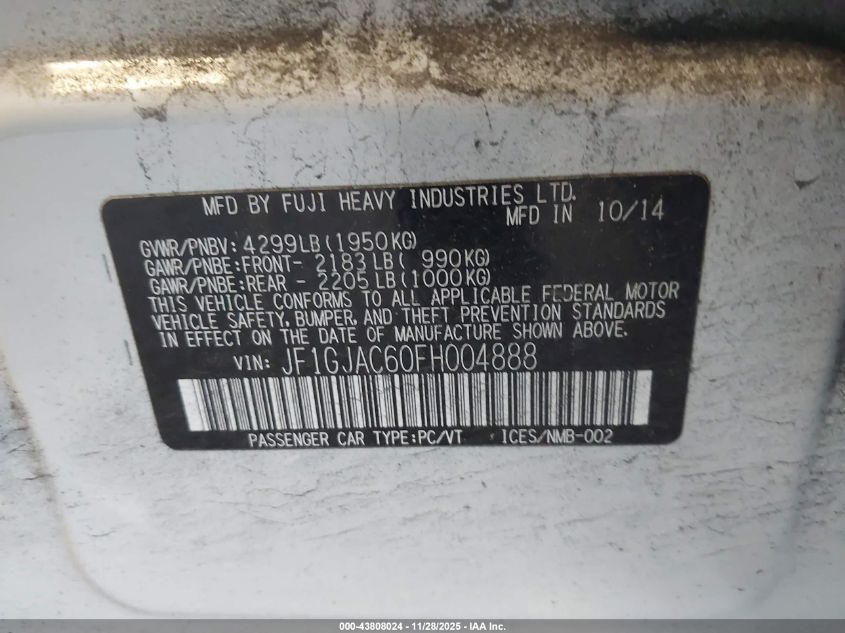 MFD BY FUJI HEAVY INDUSTRIES LTD.
MFD IN 10/14
GVWR/PNBV: 4299LB(1950KG)
GAWR/PNBE:FRONT- 2183LB( 990KG)
GAWR/PNBE:REAR - 2205LB(1000KG)
THIS VEHICLE CONFORMS TO ALL APPLICABLE FEDERAL MOTOR
VEHICLE SAFETY, BUMPER, AND THEFT PREVENTION STANDARDS
IN EFFECT ON THE DATE OF MANUFACTURE SHOWN ABOVE.
VIN: JF1GJAC60FH004888
PASSENGER CAR TYPE:PC/VT ICES/NMB-002
000-43808024 | 11/28/2025 - IAA Inc.